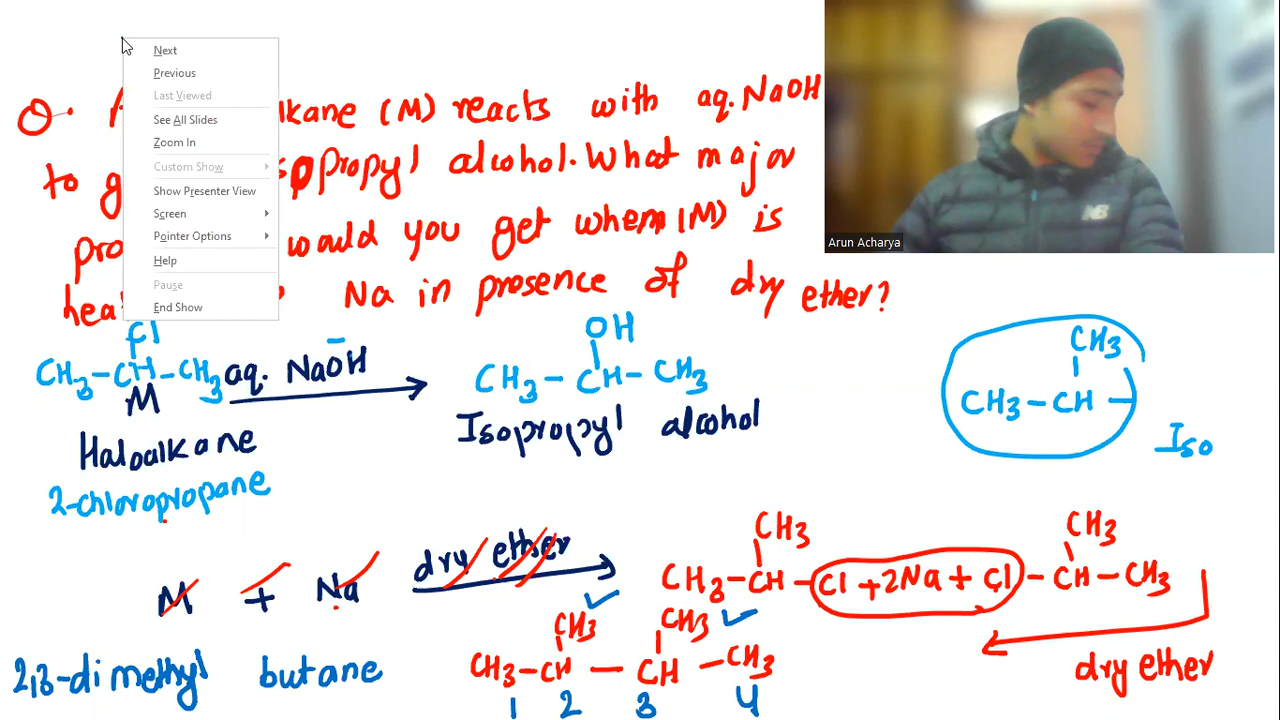 Next
Previous
Last Viewed
See All Slides
Zoom In
Custom Show
Show Presenter View
Screen
Pointer Options
Help
Pause
End Show
Q. lkane (M) reacts with aq. NaOH
to propyl alcohol. What major
would you get when (M) is
Na in presence of dry ether?
NB
Arun Acharya
OH
CH3-CH-CH3 aq. NaOH CH3-CH-CH3
M Isopropyl alcohol
Haloalkane
2-chloropropane
CH3
CH3-CH-
Iso
M + Na dry ether
CH3 CH3
CH3-CH-Cl+2Na+Cl-CH-CH3
dry ether
CH3 CH3
CH3-CH-CH-CH3
1 2 3 4
2,3-dimethyl butane